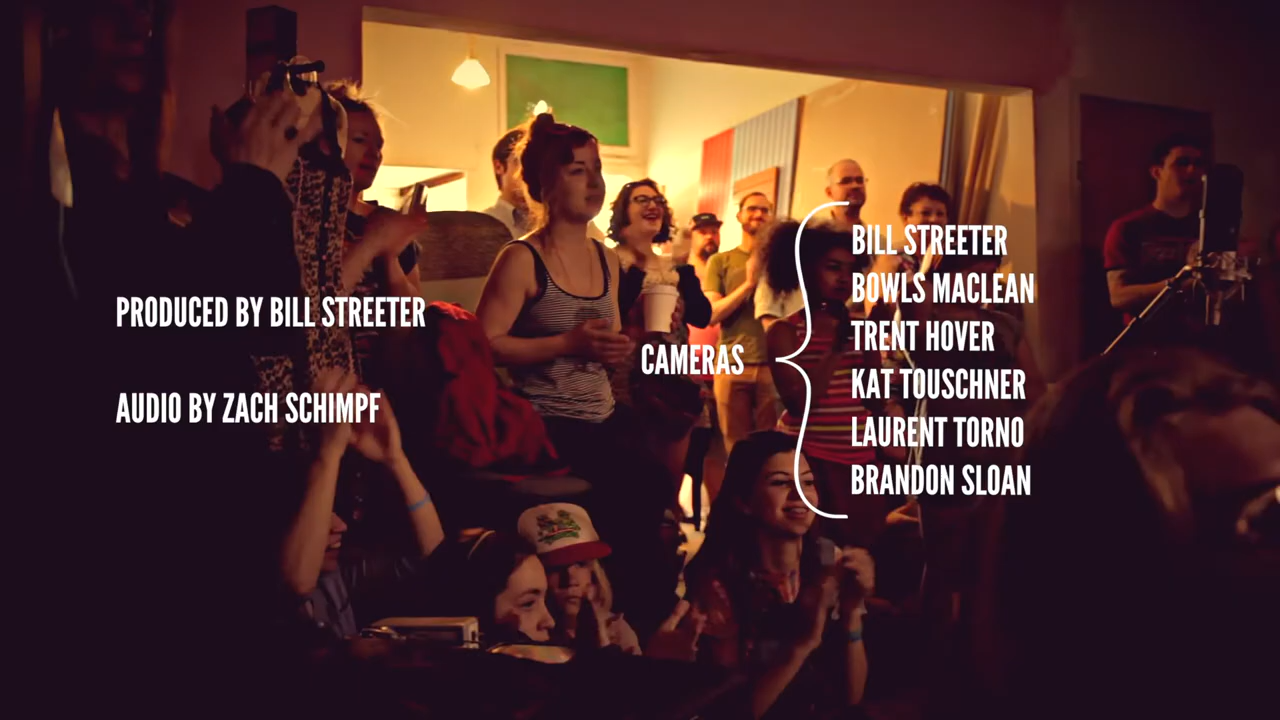 PRODUCED BY BILL STREETER
AUDIO BY ZACH SCHIMPF
CAMERAS
BILL STREETER
BOWLS MACLEAN
TRENT HOVER
KAT TOUSCHNER
LAURENT TORNO
BRANDON SLOAN